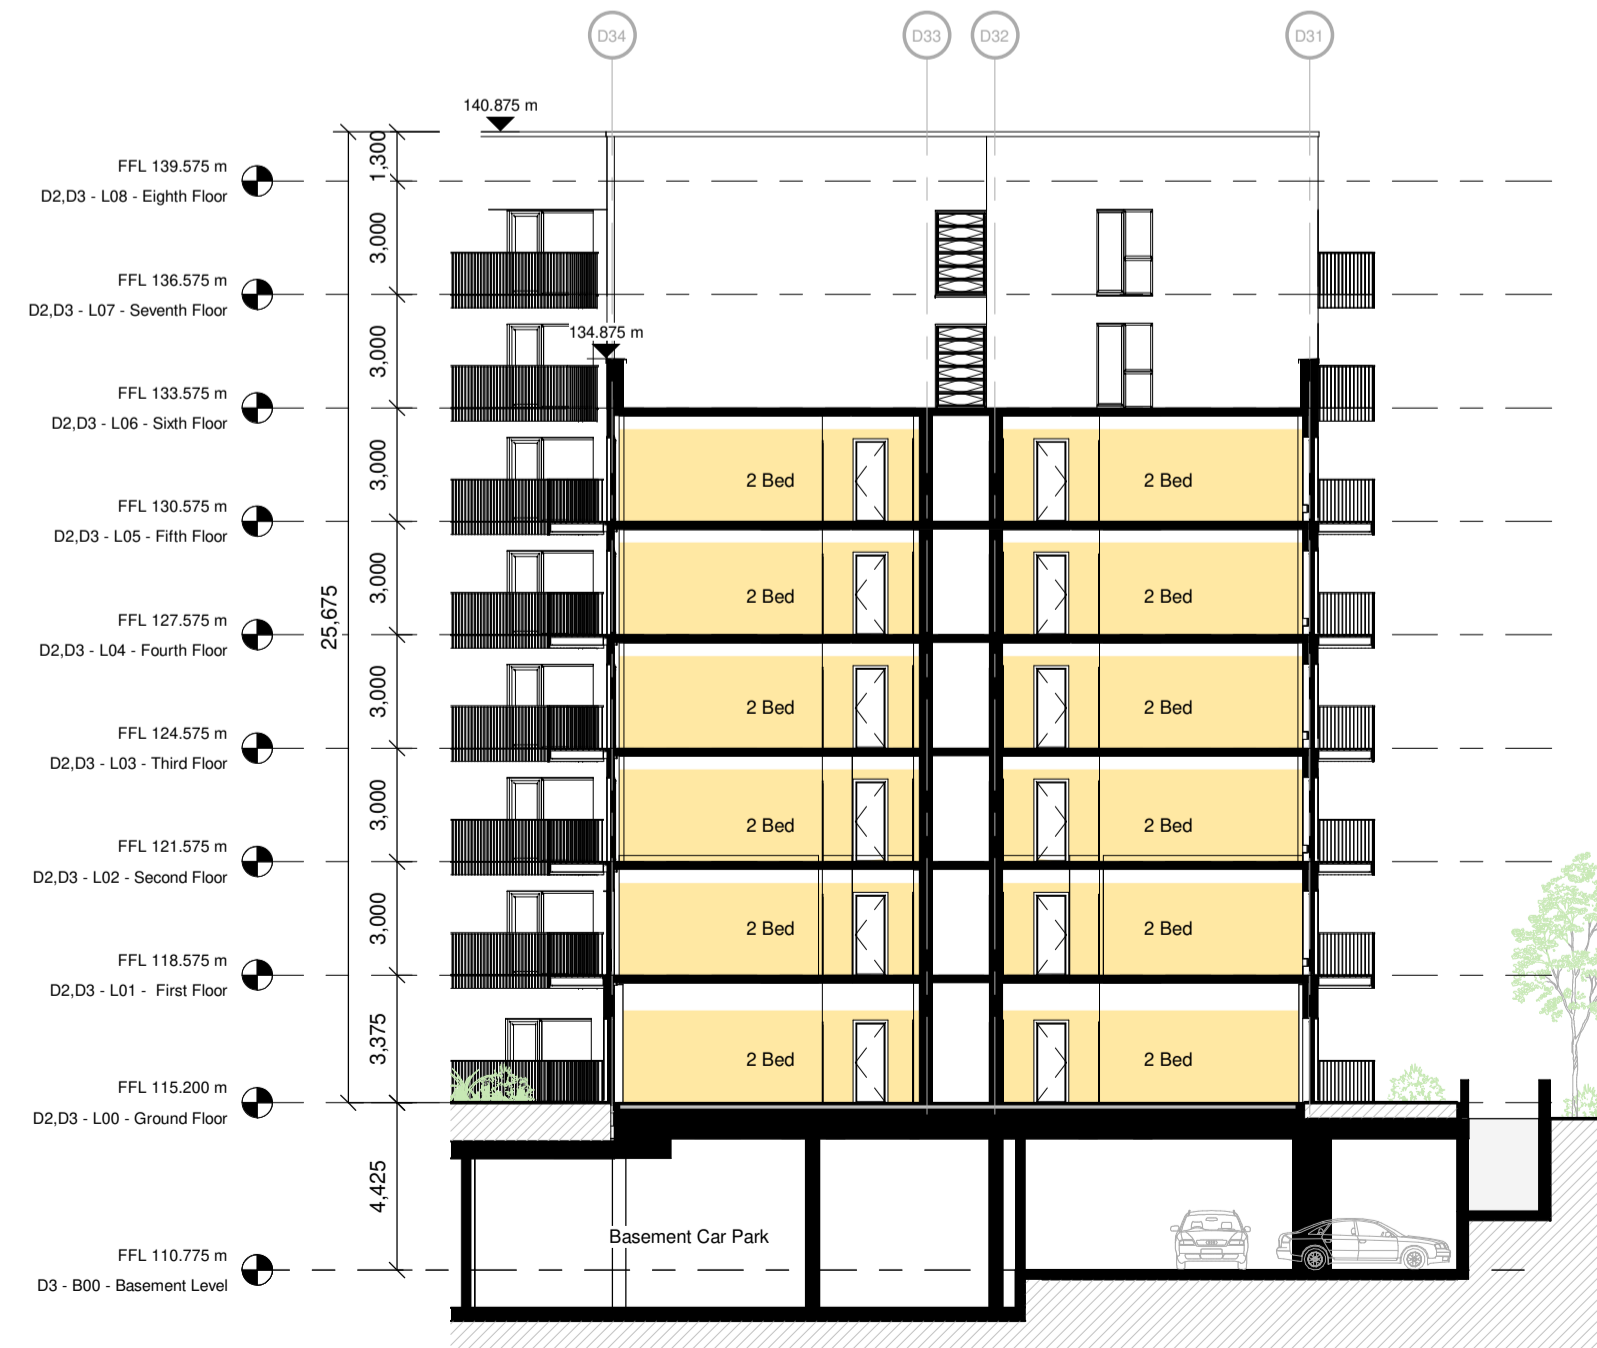 D34
D33
D32
D31
140.875 m
1,300
FFL 139.575 m
D2,D3 - L08 - Eighth Floor
3,000
FFL 136.575 m
D2,D3 - L07 - Seventh Floor
134.875 m
3,000
FFL 133.575 m
D2,D3 - L06 - Sixth Floor
3,000
2 Bed
2 Bed
FFL 130.575 m
D2,D3 - L05 - Fifth Floor
3,000
2 Bed
2 Bed
25,675
FFL 127.575 m
D2,D3 - L04 - Fourth Floor
3,000
2 Bed
2 Bed
FFL 124.575 m
D2,D3 - L03 - Third Floor
3,000
2 Bed
2 Bed
FFL 121.575 m
D2,D3 - L02 - Second Floor
3,000
2 Bed
2 Bed
FFL 118.575 m
D2,D3 - L01 - First Floor
3,375
2 Bed
2 Bed
FFL 115.200 m
D2,D3 - L00 - Ground Floor
4,425
Basement Car Park
FFL 110.775 m
D3 - B00 - Basement Level